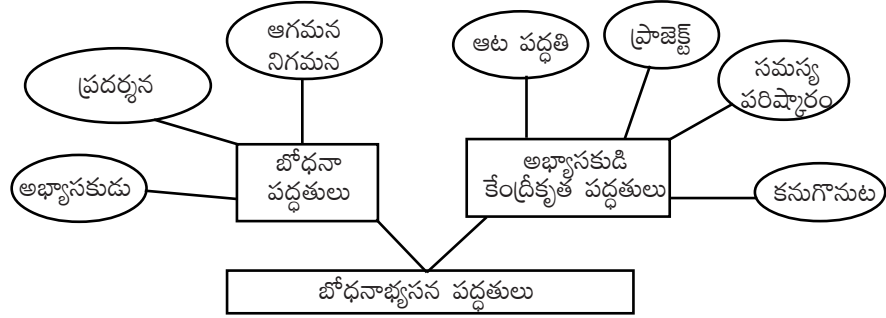 ఆగమన
నిగమన
ప్రదర్శన
అభ్యాసకుడు
బోధనా
పద్ధతులు
ఆట పద్ధతి
ప్రాజెక్ట్
సమస్య
పరిష్కారం
అభ్యాసకుడి
కేంద్రీకృత పద్ధతులు
కనుగొనుట
బోధనాభ్యసన పద్ధతులు